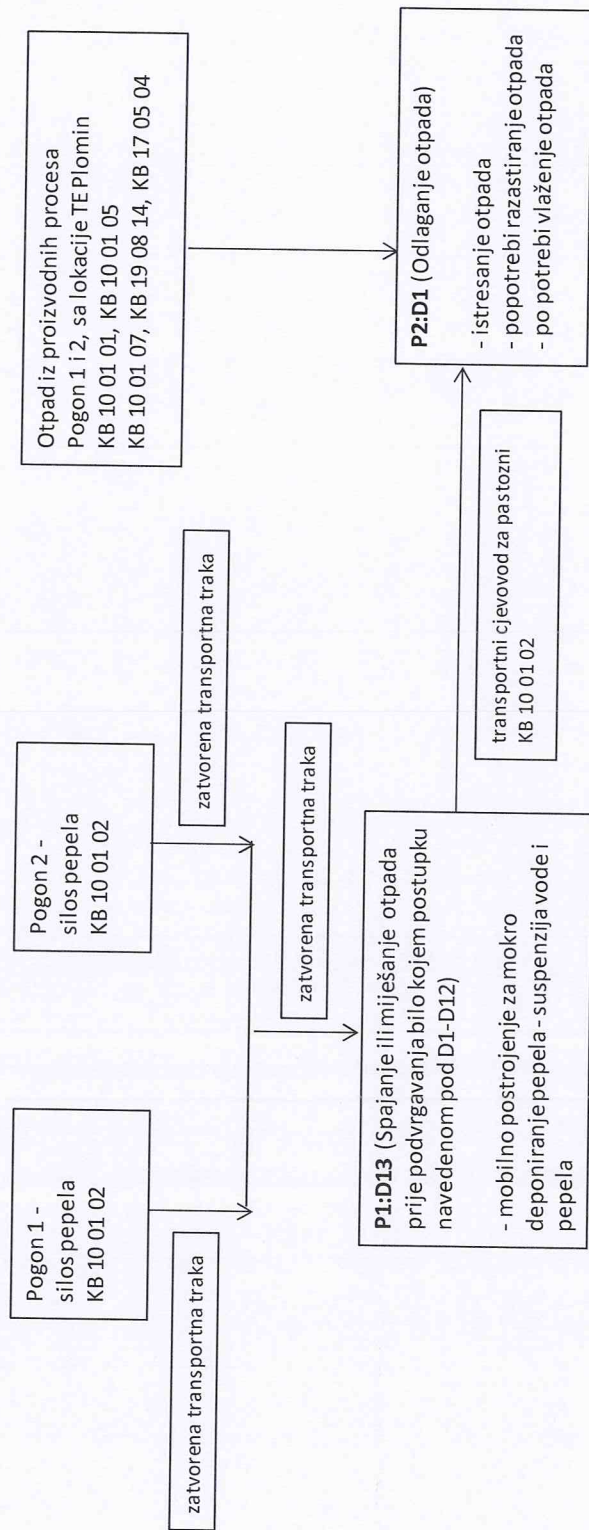 Pogon 1 -
silos pepela
KB 10 01 02
Pogon 2 -
silos pepela
KB 10 01 02
Otpad iz proizvodnih procesa
Pogon 1 i 2, sa lokacije TE Plomin
KB 10 01 01, KB 10 01 05
KB 10 01 07, KB 19 08 14, KB 17 05 04
zatvorena transportna traka
zatvorena transportna traka
zatvorena transportna traka
P1:D13 (Spajanje ili miješanje otpada
prije podvrgavanja bilo kojem postupku
navedenom pod D1-D12)
- mobilno postrojenje za mokro
deponiranje pepela - suspenzija vode i
pepela
transportni cjevovod za pastozni
KB 10 01 02
P2:D1 (Odlaganje otpada)
- istresanje otpada
- po potrebi razastiranje otpada
- po potrebi vlaženje otpada